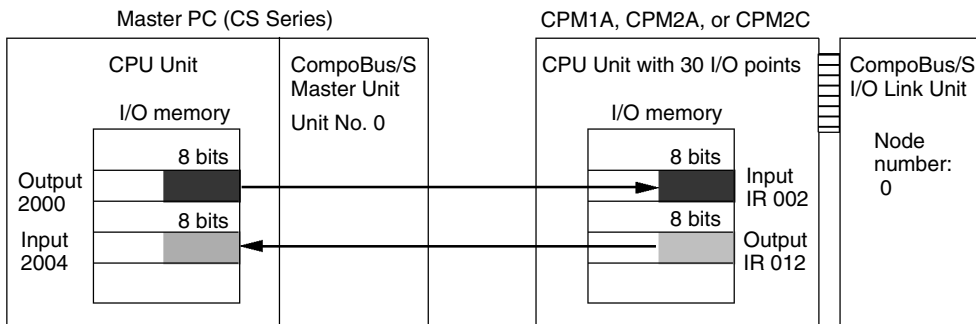 Master PC (CS Series)
CPM1A, CPM2A, or CPM2C
CPU Unit
CompoBus/S
Master Unit
Unit No. 0
I/O memory
8 bits
Output
2000
8 bits
Input
2004
CPU Unit with 30 I/O points
I/O memory
8 bits
Input
IR 002
8 bits
Output
IR 012
CompoBus/S
I/O Link Unit
Node
number:
0